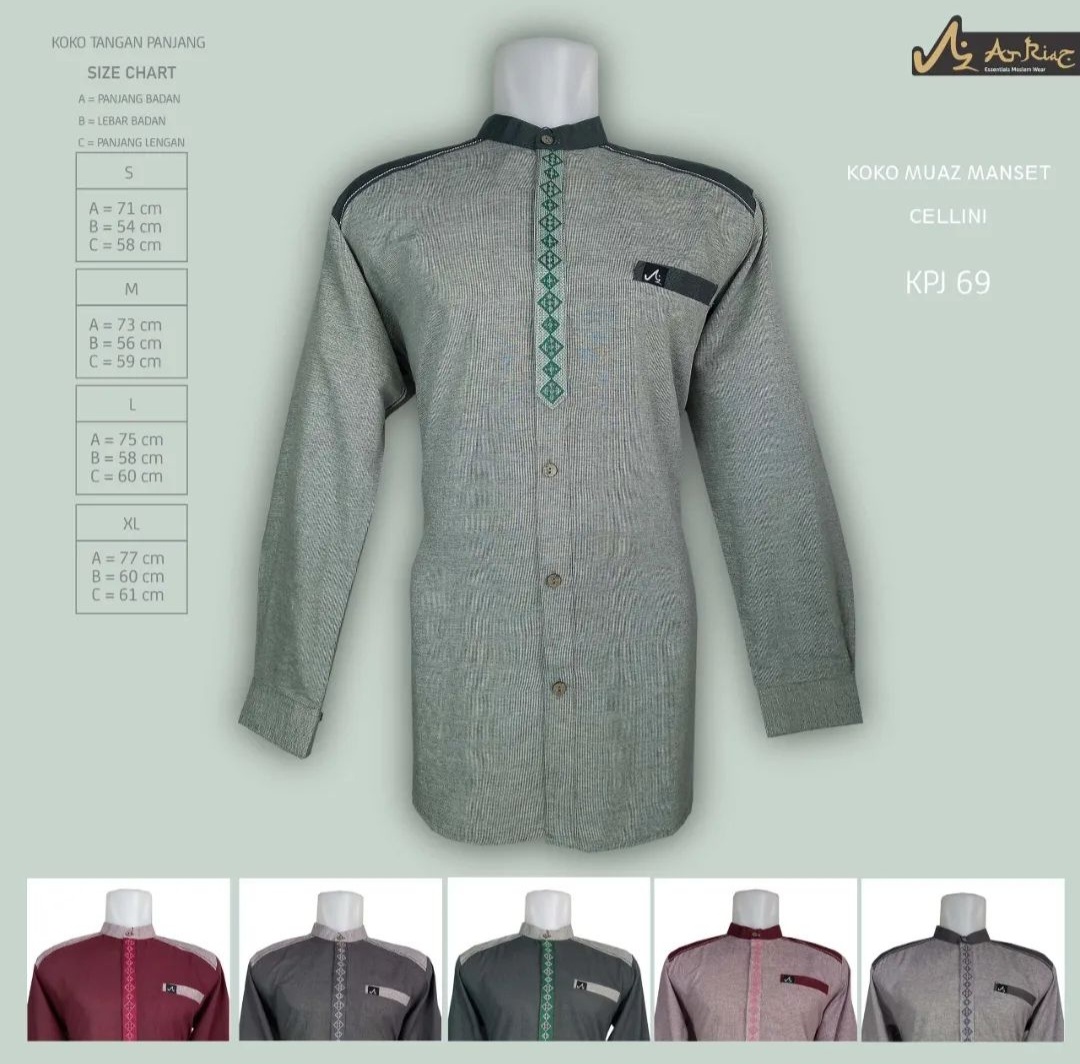 KOKO TANGAN PANJANG
SIZE CHART
A = PANJANG BADAN
B = LEBAR BADAN
C = PANJANG LENGAN
S
A = 71 cm
B = 54 cm
C = 58 cm
M
A = 73 cm
B = 56 cm
C = 59 cm
L
A = 75 cm
B = 58 cm
C = 60 cm
XL
A = 77 cm
B = 60 cm
C = 61 cm
Essentials Moslem Wear
KOKO MUAZ MANSET
CELLINI
KPJ 69